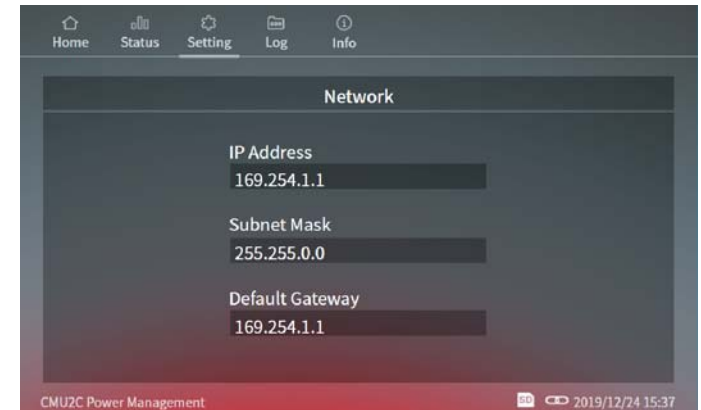 Home Status Setting Log Info
Network
IP Address
169.254.1.1
Subnet Mask
255.255.0.0
Default Gateway
169.254.1.1
CMU2C Power Management SD 2019/12/24 15:37